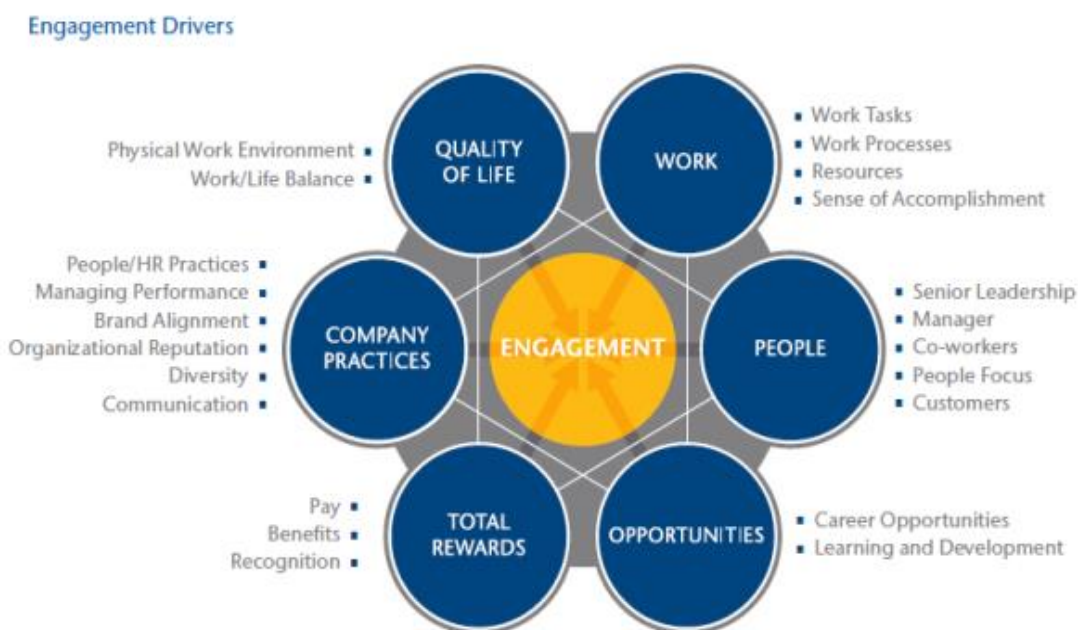 Engagement Drivers
Physical Work Environment
Work/Life Balance
QUALITY
OF LIFE
WORK
Work Tasks
Work Processes
Resources
Sense of Accomplishment
People/HR Practices
Managing Performance
Brand Alignment
Organizational Reputation
Diversity
Communication
COMPANY
PRACTICES
ENGAGEMENT
PEOPLE
Senior Leadership
Manager
Co-workers
People Focus
Customers
Pay
Benefits
Recognition
TOTAL
REWARDS
OPPORTUNITIES
Career Opportunities
Learning and Development